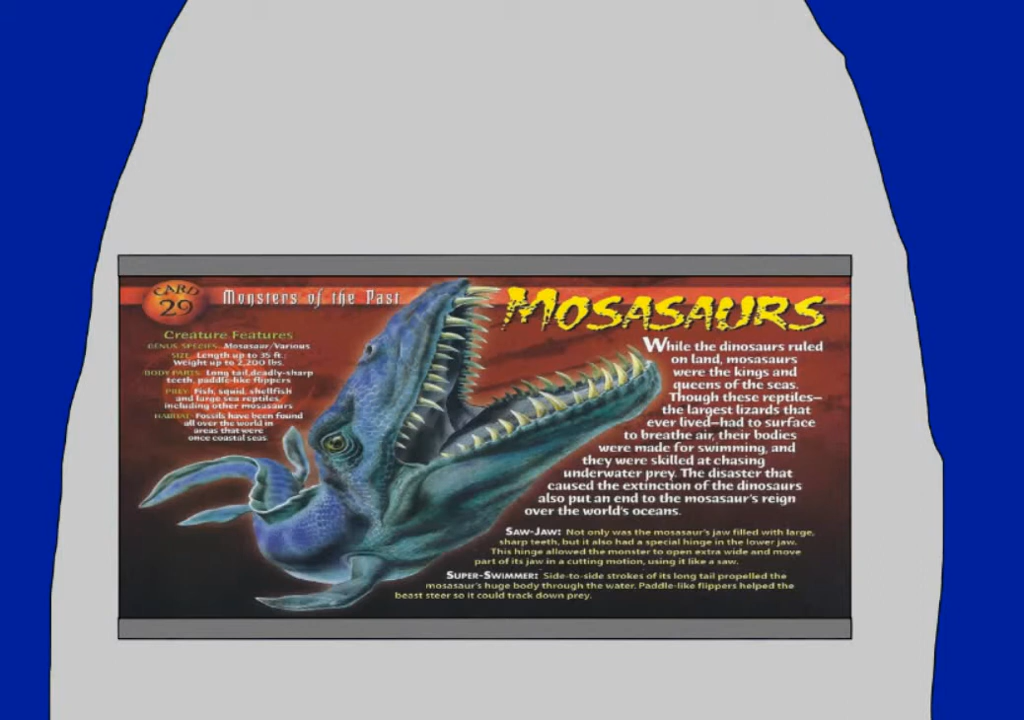 CARD
29
Monsters of the Past
MOSASAURS
Creature Features
GENUS SPECIES: Mosasaur/Various
SIZE: Length up to 35 ft.;
Weight up to 2,200 lbs.
BODY PARTS: Long tail, deadly-sharp
teeth, paddle-like flippers
PREY: Fish, squid, shellfish
and large sea reptiles,
including other mosasaurs
HABITAT: Fossils have been found
all over the world in
areas that were
once coastal seas.
While the dinosaurs ruled
on land, mosasaurs
were the kings and
queens of the seas.
Though these reptiles—
the largest lizards that
ever lived—had to surface
to breathe air, their bodies
were made for swimming, and
they were skilled at chasing
underwater prey. The disaster that
caused the extinction of the dinosaurs
also put an end to the mosasaur's reign
over the world's oceans.
SAW-JAW: Not only was the mosasaur's jaw filled with large,
sharp teeth, but it also had a special hinge in the lower jaw.
This hinge allowed the monster to open extra wide and move
part of its jaw in a cutting motion, using it like a saw.
SUPER-SWIMMER: Side-to-side strokes of its long tail propelled the
mosasaur's huge body through the water. Paddle-like flippers helped the
beast steer so it could track down prey.